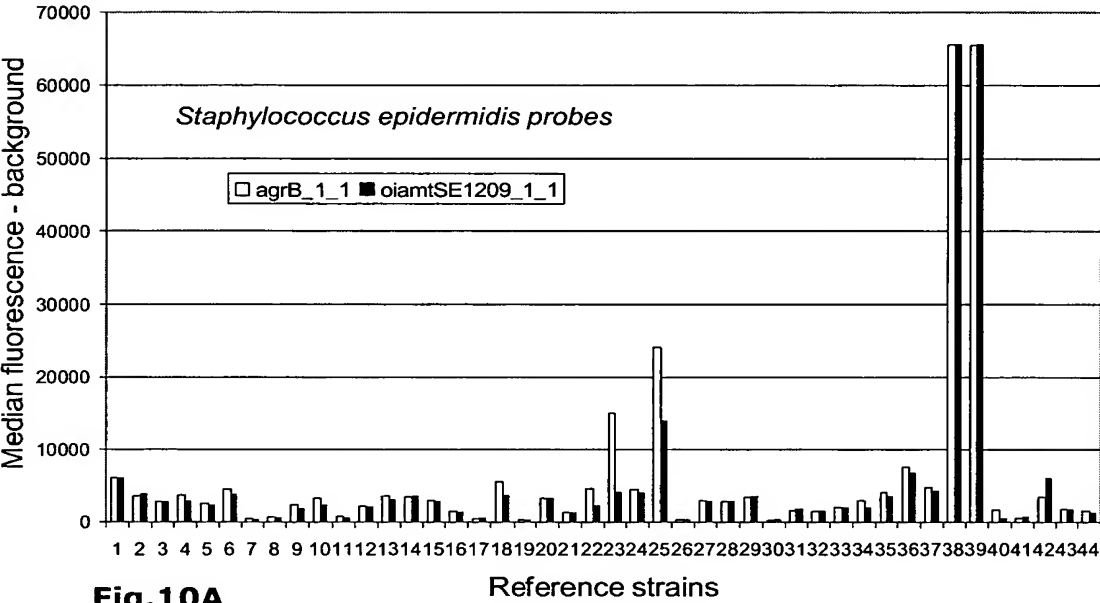 70000
60000
50000
40000
30000
20000
10000
0
Median fluorescence - background
Staphylococcus epidermidis probes
agrB_1_1 oiamtSE1209_1_1
1 2 3 4 5 6 7 8 9 10 11 12 13 14 15 16 17 18 19 20 21 22 23 24 25 26 27 28 29 30 31 32 33 34 35 36 37 38 39 40 41 42 43 44
Reference strains
Fig.10A